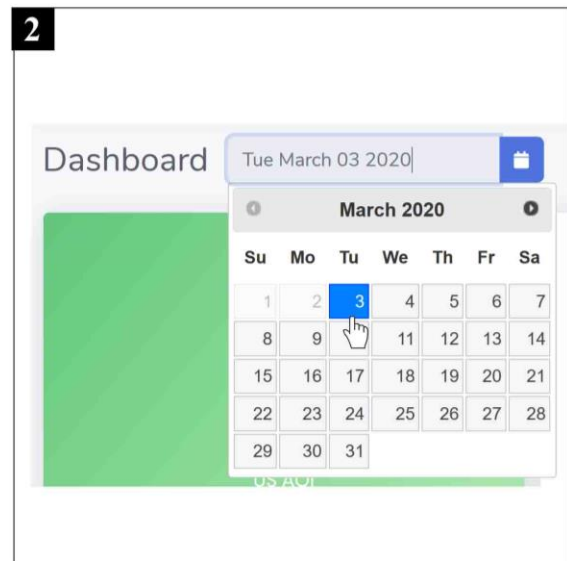 2
Dashboard Tue March 03 2020
March 2020
Su Mo Tu We Th Fr Sa
1 2 3 4 5 6 7
8 9 11 12 13 14
15 16 17 18 19 20 21
22 23 24 25 26 27 28
29 30 31
US AQI